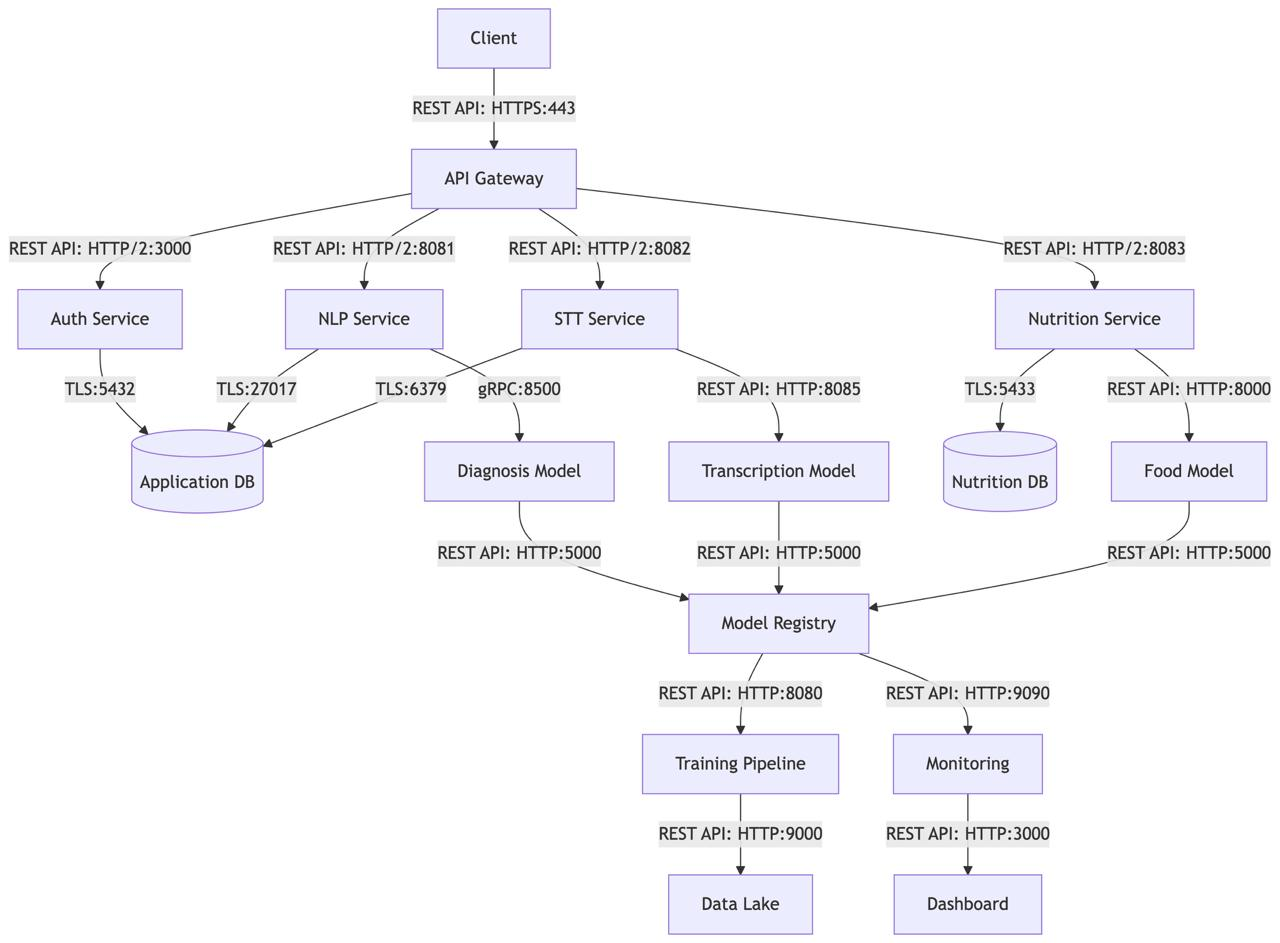 Client
REST API: HTTPS:443
API Gateway
REST API: HTTP/2:3000
REST API: HTTP/2:8081
REST API: HTTP/2:8082
REST API: HTTP/2:8083
Auth Service
NLP Service
STT Service
Nutrition Service
TLS:5432
TLS:27017
TLS:6379
gRPC:8500
REST API: HTTP:8085
TLS:5433
REST API: HTTP:8000
Application DB
Diagnosis Model
Transcription Model
Nutrition DB
Food Model
REST API: HTTP:5000
REST API: HTTP:5000
REST API: HTTP:5000
Model Registry
REST API: HTTP:8080
REST API: HTTP:9090
Training Pipeline
Monitoring
REST API: HTTP:9000
REST API: HTTP:3000
Data Lake
Dashboard